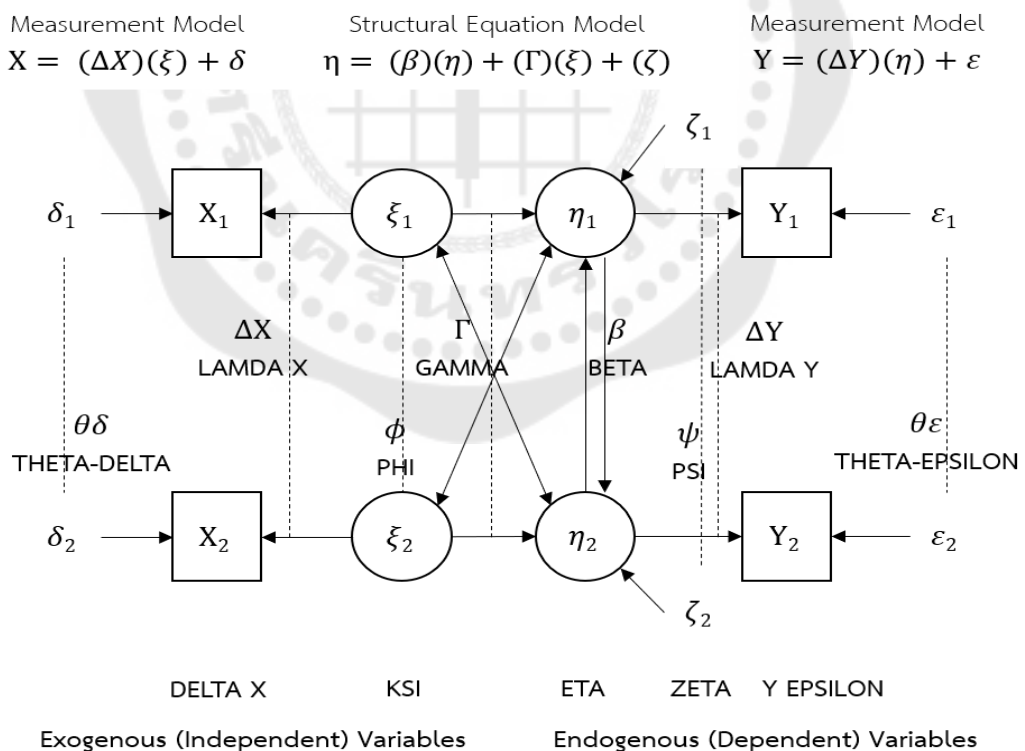 Measurement Model Structural Equation Model Measurement Model
X = (ΔX)(ξ) + δ η = (β)(η) + (Γ)(ξ) + (ζ) Y = (ΔY)(η) + ε
ζ₁
δ₁ X₁ ξ₁ η₁ Y₁ ε₁
ΔX Γ β ΔY
LAMDA X GAMMA BETA LAMDA Y
θδ ϕ ψ θε
THETA-DELTA PHI PSI THETA-EPSILON
δ₂ X₂ ξ₂ η₂ Y₂ ε₂
ζ₂
DELTA X KSI ETA ZETA Y EPSILON
Exogenous (Independent) Variables Endogenous (Dependent) Variables